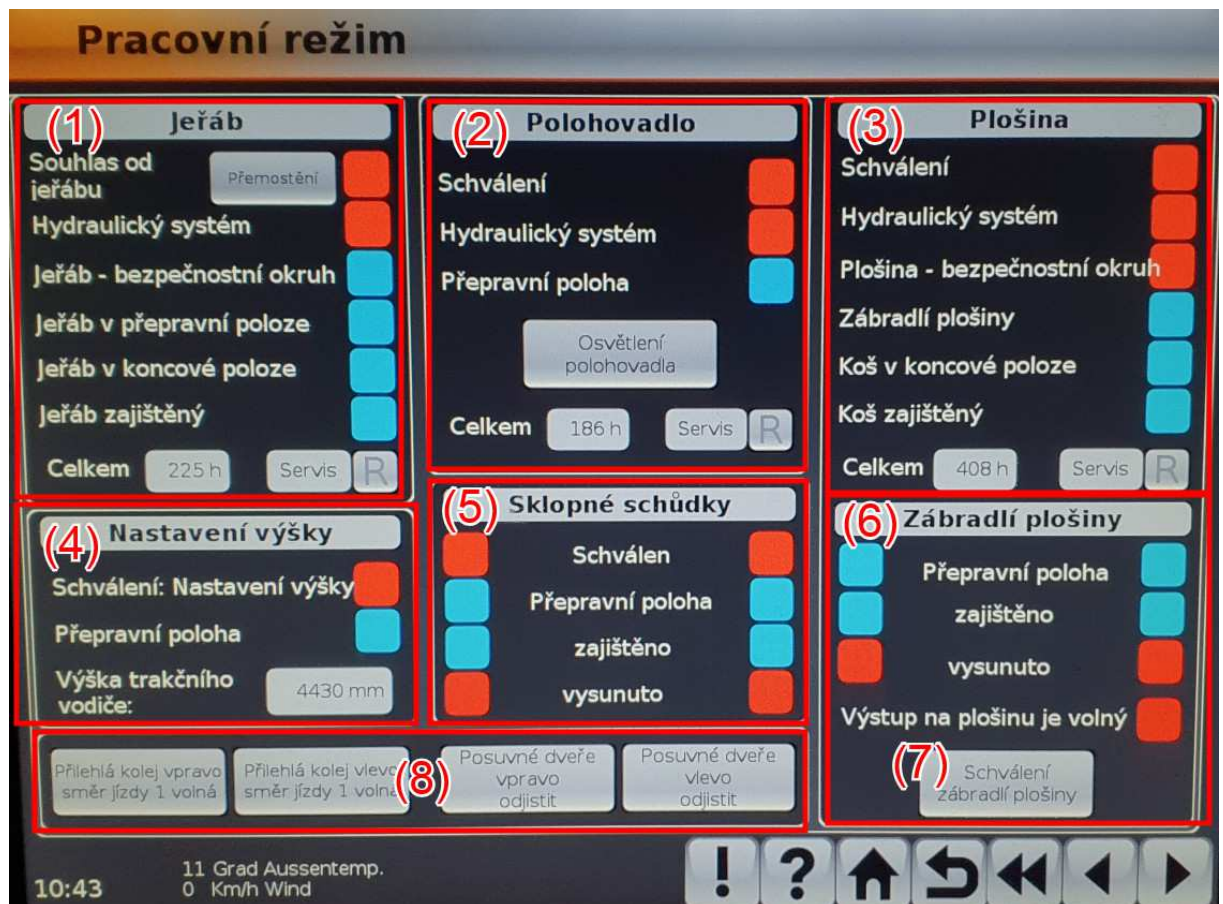 Pracovní režim
(1) Jeřáb
Souhlas od
jeřábu
Přemostění
Hydraulický systém
Jeřáb - bezpečnostní okruh
Jeřáb v přepravní poloze
Jeřáb v koncové poloze
Jeřáb zajištěný
Celkem 225 h Servis R
(2) Polohovadlo
Schválení
Hydraulický systém
Přepravní poloha
Osvětlení
polohovadla
Celkem 186 h Servis R
(3) Plošina
Schválení
Hydraulický systém
Plošina - bezpečnostní okruh
Zábradlí plošiny
Koš v koncové poloze
Koš zajištěný
Celkem 408 h Servis R
(4) Nastavení výšky
Schválení: Nastavení výšky
Přepravní poloha
Výška trakčního
vodiče:
4430 mm
(5) Sklopné schůdky
Schválen
Přepravní poloha
zajištěno
vysunuto
(6) Zábradlí plošiny
Přepravní poloha
zajištěno
vysunuto
Výstup na plošinu je volný
(7) Schválení
zábradlí plošiny
Přilehlá kolej vpravo
směr jízdy 1 volná
Přilehlá kolej vlevo
směr jízdy 1 volná
(8)
Posuvné dveře
vpravo
odjistit
Posuvné dveře
vlevo
odjistit
10:43
11 Grad Aussentemp.
0 Km/h Wind
! ?